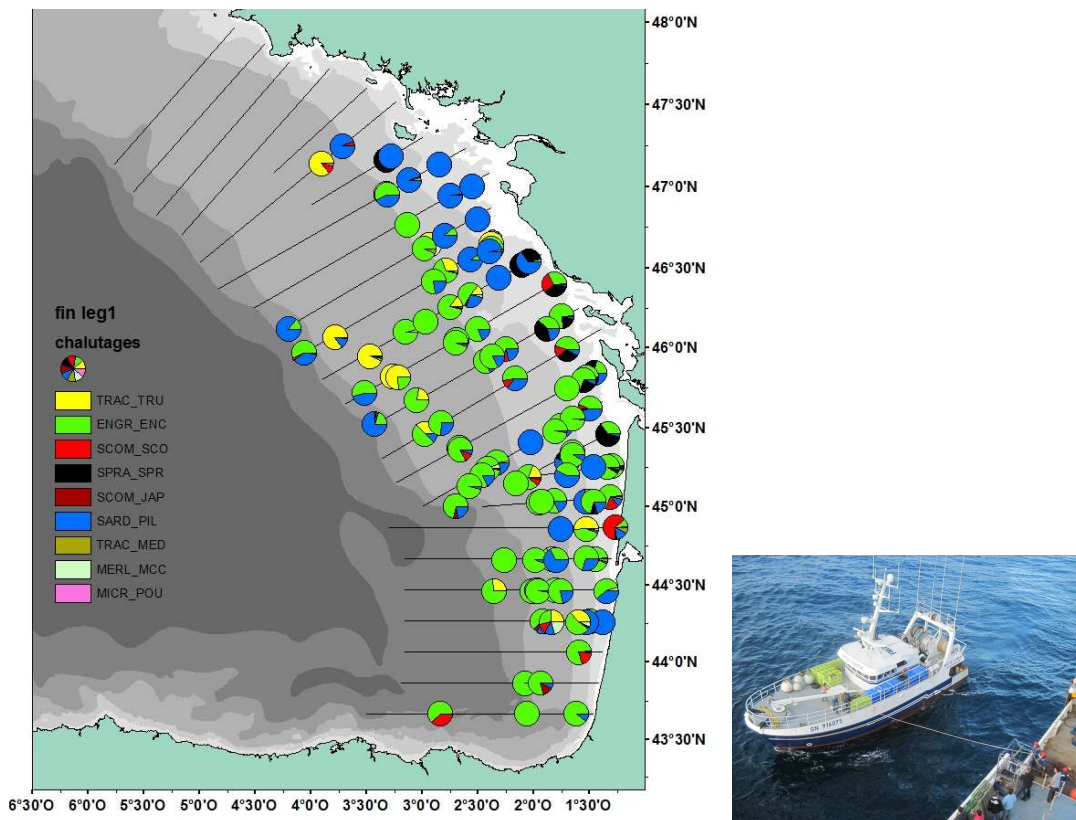 48°0'N
47°30'N
47°0'N
46°30'N
46°0'N
45°30'N
45°0'N
44°30'N
44°0'N
43°30'N
fin leg1
chalutages
TRAC_TRU
ENGR_ENC
SCOM_SCO
SPRA_SPR
SCOM_JAP
SARD_PIL
TRAC_MED
MERL_MCC
MICR_POU
6°30'O 6°0'O 5°30'O 5°0'O 4°30'O 4°0'O 3°30'O 3°0'O 2°30'O 2°0'O 1°30'O